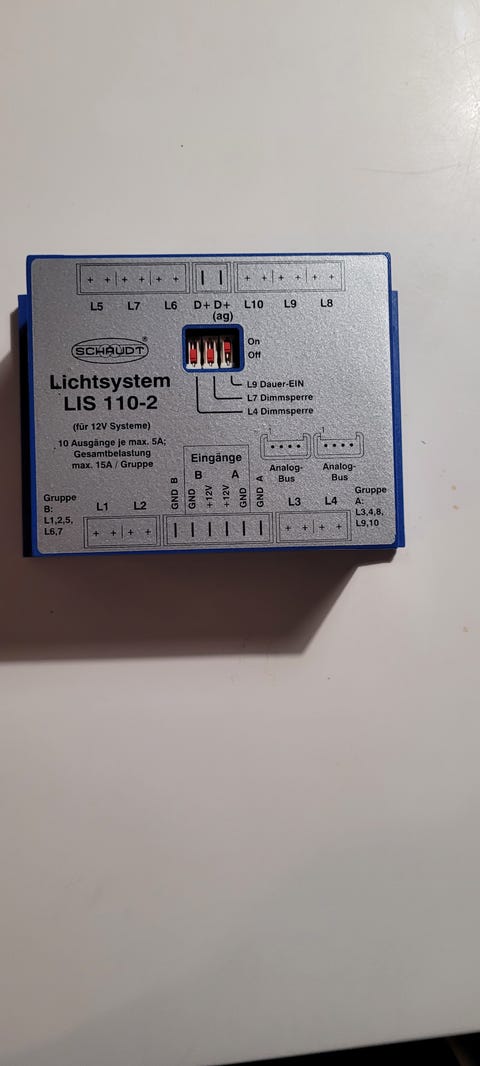 L5 L7 L6 D+ D+ L10 L9 L8
(ag)
SCHAUDT®
On
Off
Lichtsystem
LIS 110-2
L9 Dauer-EIN
L7 Dimmsperre
L4 Dimmsperre
(für 12V Systeme)
10 Ausgänge je max. 5A;
Gesamtbelastung
max. 15A / Gruppe
Eingänge
B A
GND B
GND
+12V
+12V
GND
GND A
1
1
Analog-
Bus
Analog-
Bus
Gruppe
B:
L1,2,5,
L6,7
L1 L2
L3 L4
Gruppe
A:
L3,4,8,
L9,10